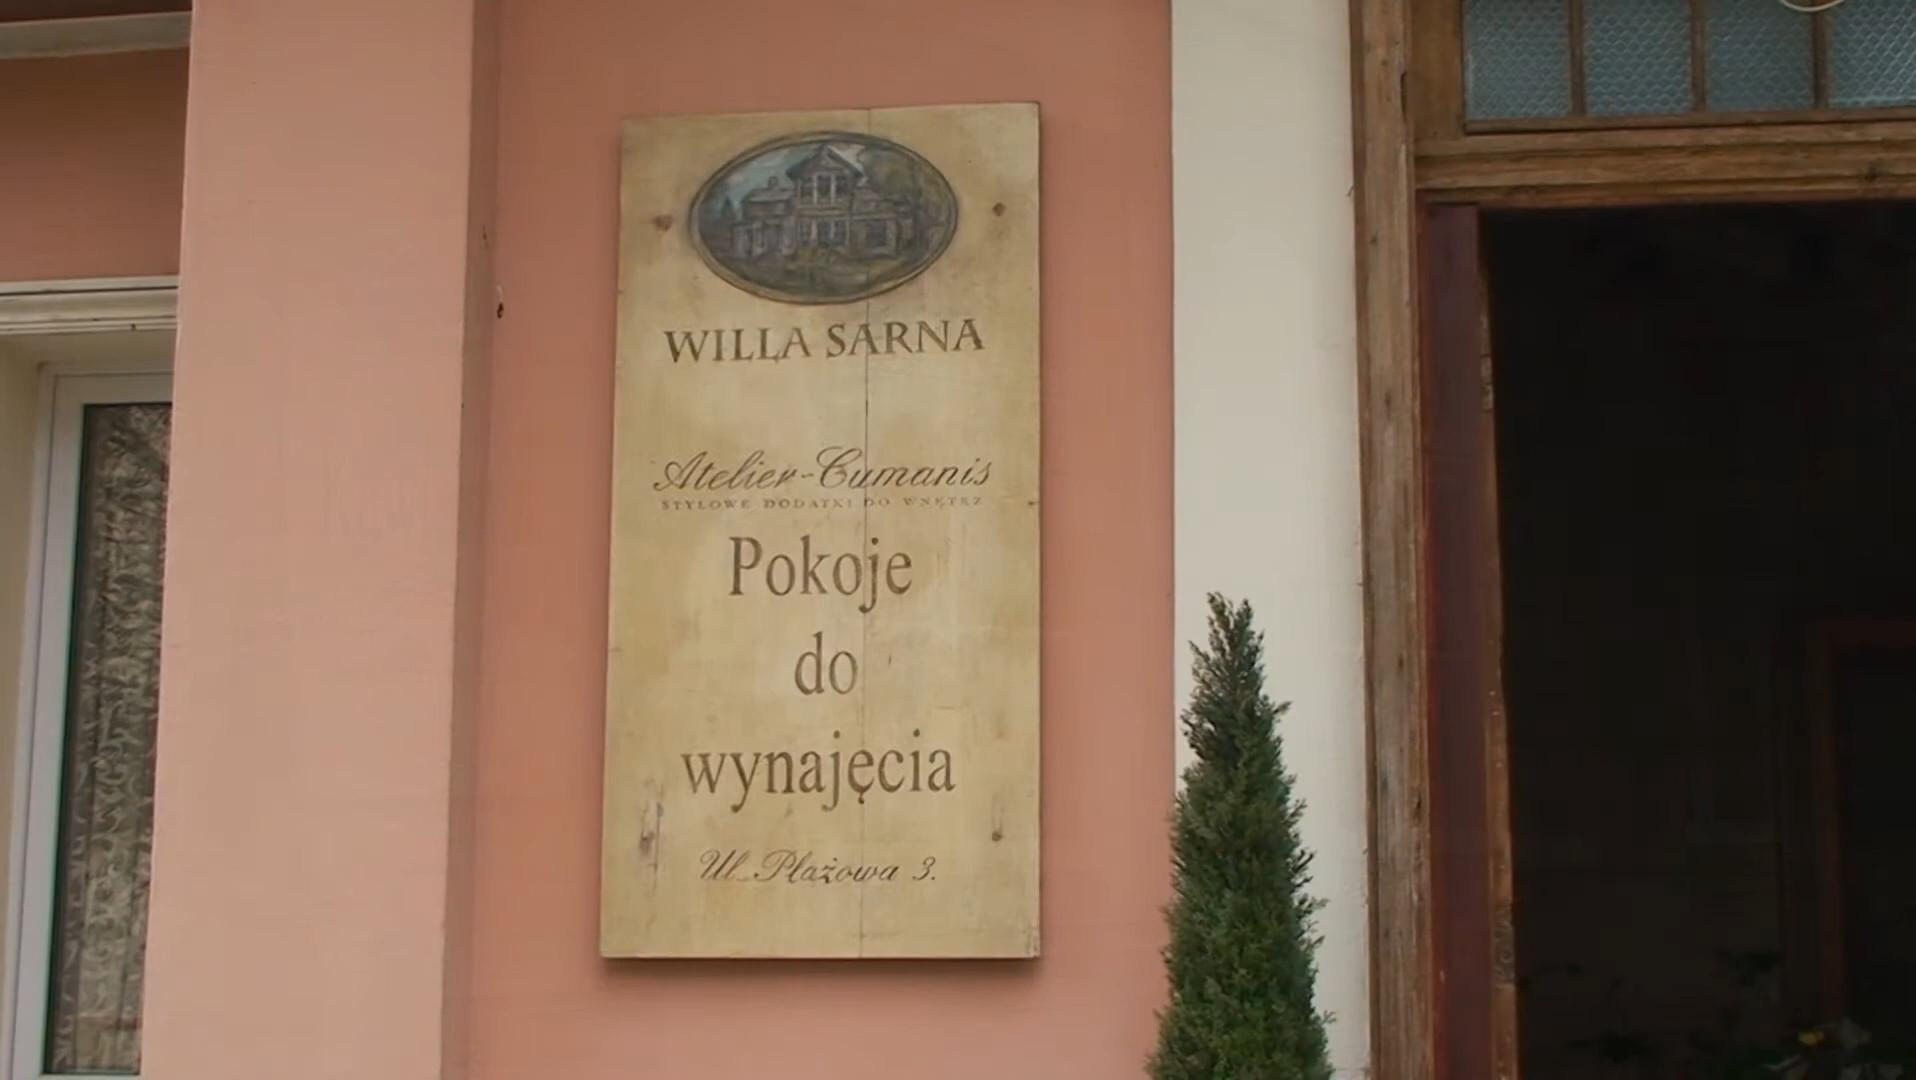 WILLA SARNA
Atelier-Cumanis
STYLOWE DODATKI DO WNĘTRZ
Pokoje
do
wynajęcia
Ul. Plażowa 3.